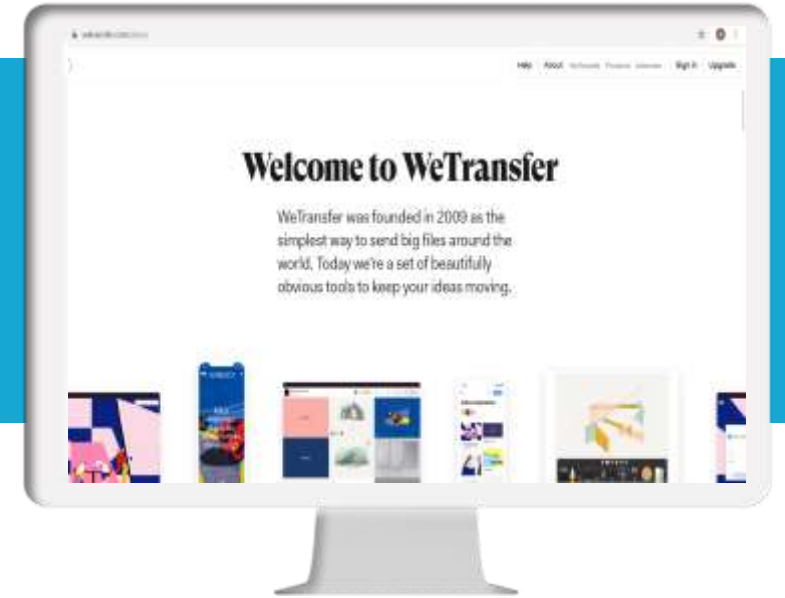 Help About Sign in Upgrade
Welcome to WeTransfer
WeTransfer was founded in 2009 as the
simplest way to send big files around the
world. Today we're a set of beautifully
obvious tools to keep your ideas moving.